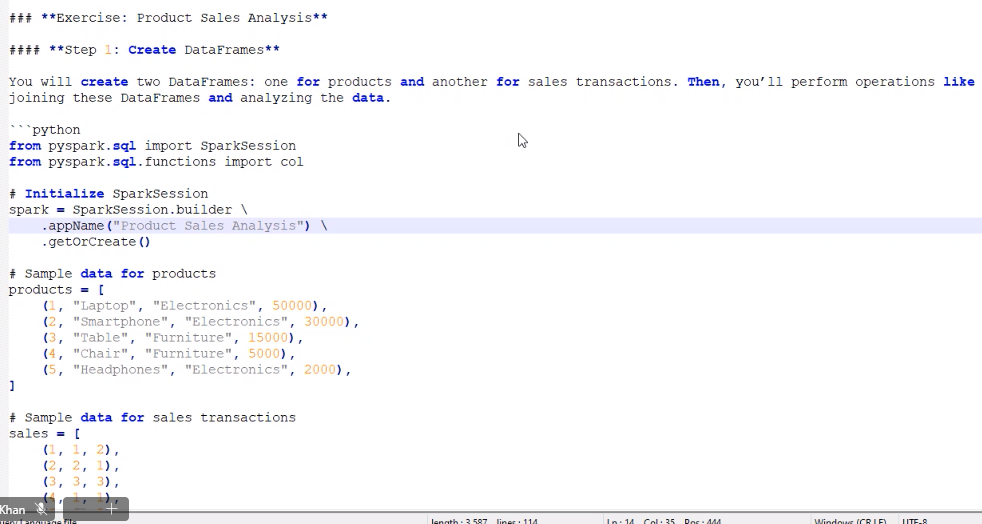 ### **Exercise: Product Sales Analysis**
#### **Step 1: Create DataFrames**
You will create two DataFrames: one for products and another for sales transactions. Then, you'll perform operations like
joining these DataFrames and analyzing the data.
```python
from pyspark.sql import SparkSession
from pyspark.sql.functions import col
# Initialize SparkSession
spark = SparkSession.builder \
.appName("Product Sales Analysis") \
.getOrCreate()
# Sample data for products
products = [
(1, "Laptop", "Electronics", 50000),
(2, "Smartphone", "Electronics", 30000),
(3, "Table", "Furniture", 15000),
(4, "Chair", "Furniture", 5000),
(5, "Headphones", "Electronics", 2000),
]
# Sample data for sales transactions
sales = [
(1, 1, 2),
(2, 2, 1),
(3, 3, 3),
(4, 1, 1),
Khan
length : 3,587 lines : 114 Ln : 14 Col : 35 Pos : 444 Windows (CR LF) UTF-8